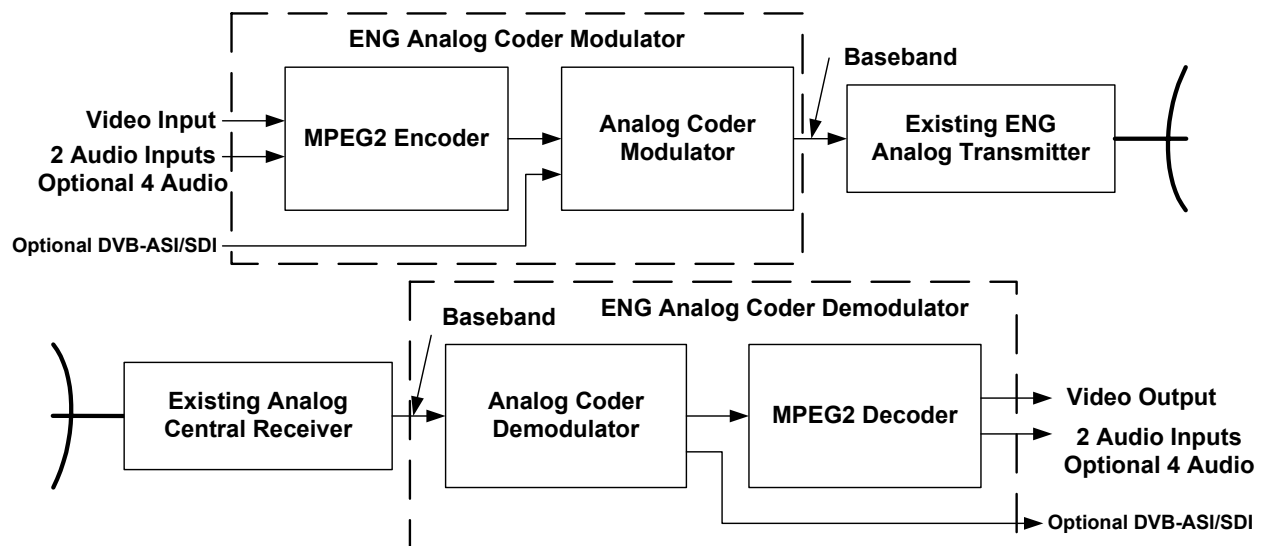 ENG Analog Coder Modulator
Baseband
Video Input
2 Audio Inputs
Optional 4 Audio
Optional DVB-ASI/SDI
MPEG2 Encoder
Analog Coder
Modulator
Existing ENG
Analog Transmitter
ENG Analog Coder Demodulator
Baseband
Existing Analog
Central Receiver
Analog Coder
Demodulator
MPEG2 Decoder
Video Output
2 Audio Inputs
Optional 4 Audio
Optional DVB-ASI/SDI